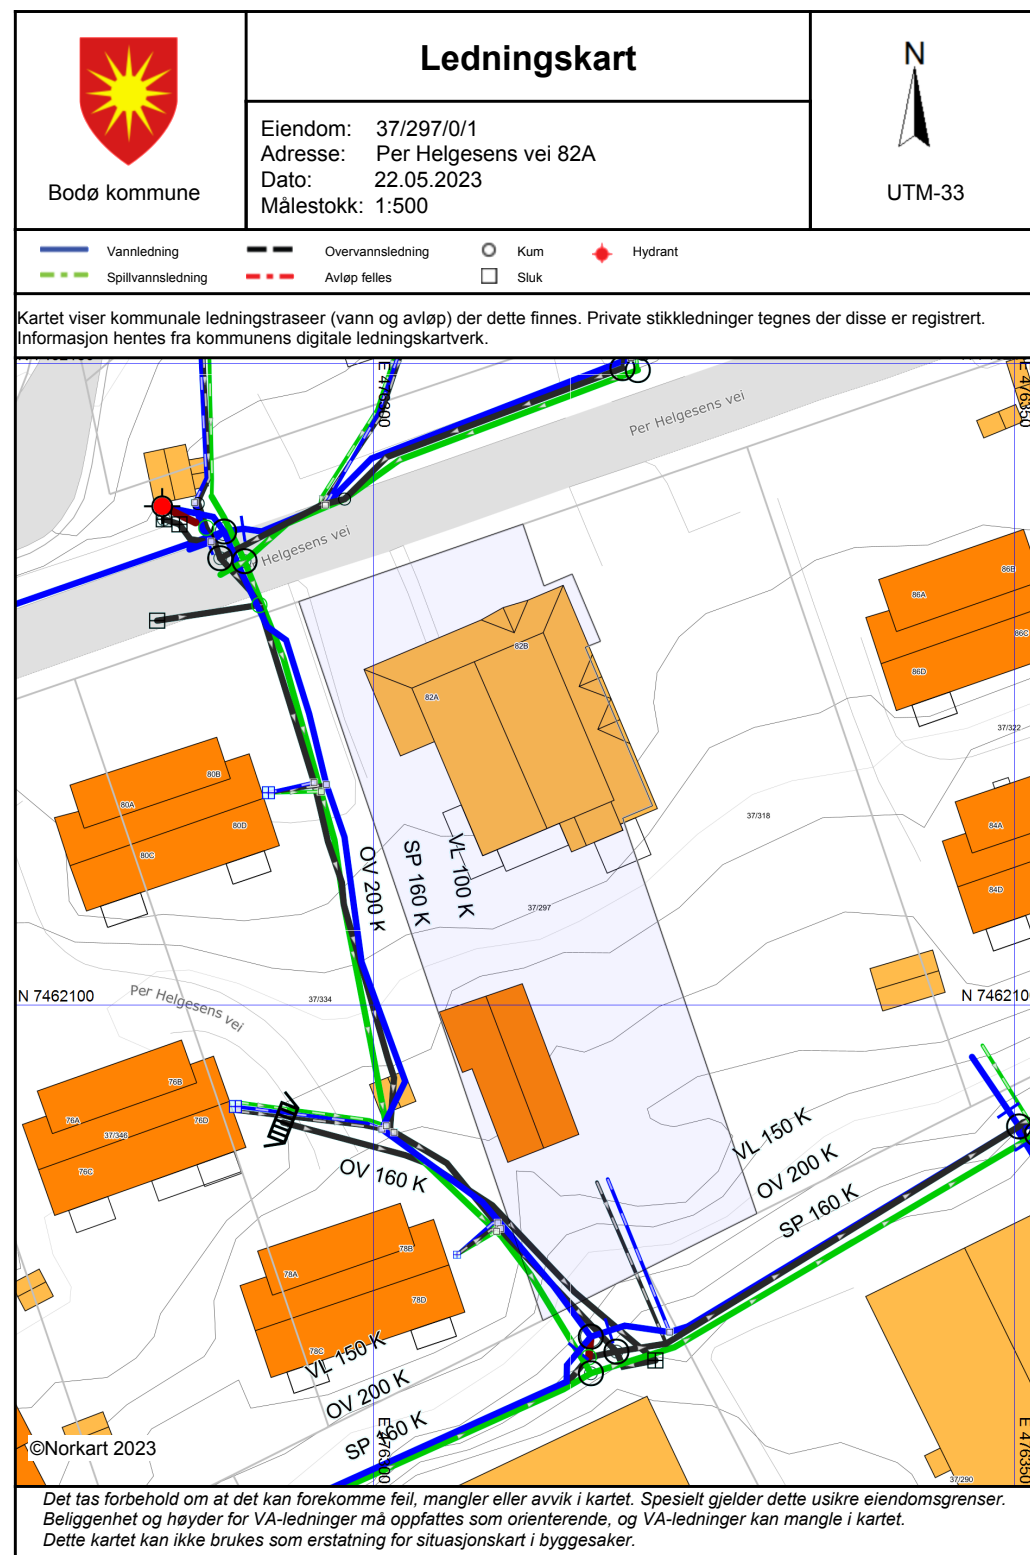 Ledningskart
N
Bodø kommune
Eiendom: 37/297/0/1
Adresse: Per Helgesens vei 82A
Dato: 22.05.2023
Målestokk: 1:500
UTM-33
Vannledning
Overvannsledning
Kum
Hydrant
Spillvannsledning
Avløp felles
Sluk
Kartet viser kommunale ledningstraseer (vann og avløp) der dette finnes. Private stikkledninger tegnes der disse er registrert.
Informasjon hentes fra kommunens digitale ledningskartverk.
E 476300
E 476350
Per Helgesens vei
Helgesens vei
86B
86A
86C
86D
82B
82A
37/322
80B
80A
80D
80C
37/318
84A
84D
OV 200 K
SP 160 K
VL 100 K
37/297
N 7462100
N 746210
Per Helgesens vei
37/334
76B
76A
76D
37/346
76C
OV 160 K
VL 150 K
OV 200 K
SP 160 K
78B
78A
78D
78C
VL 150 K
OV 200 K
SP 160 K
E 476300
E 476350
©Norkart 2023
37/290
Det tas forbehold om at det kan forekomme feil, mangler eller avvik i kartet. Spesielt gjelder dette usikre eiendomsgrenser.
Beliggenhet og høyder for VA-ledninger må oppfattes som orienterende, og VA-ledninger kan mangle i kartet.
Dette kartet kan ikke brukes som erstatning for situasjonskart i byggesaker.